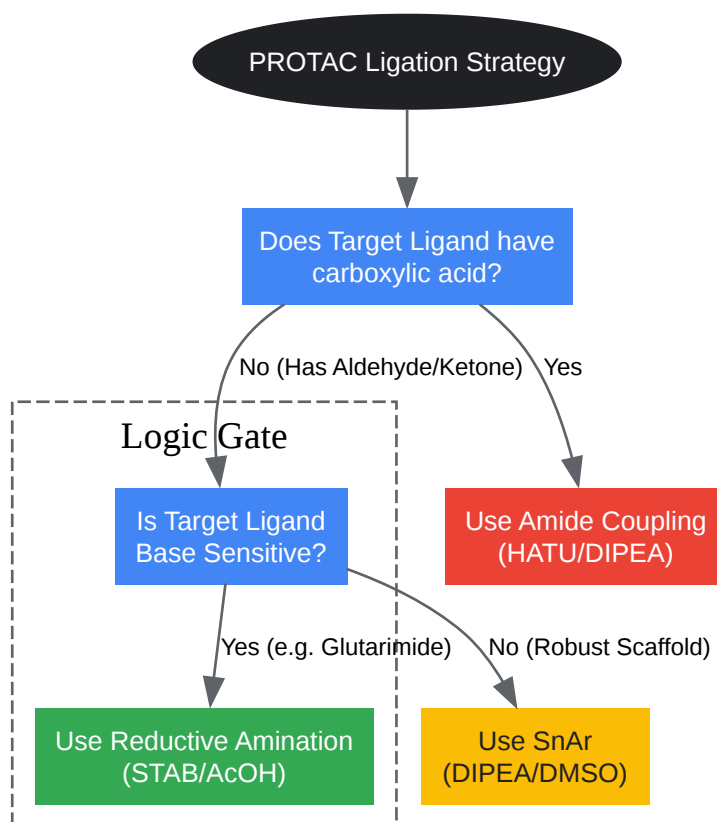 PROTAC Ligation Strategy
Does Target Ligand have
carboxylic acid?
No (Has Aldehyde/Ketone)
Yes
Logic Gate
Is Target Ligand
Base Sensitive?
Use Amide Coupling
(HATU/DIPEA)
Yes (e.g. Glutarimide)
No (Robust Scaffold)
Use Reductive Amination
(STAB/AcOH)
Use SnAr
(DIPEA/DMSO)